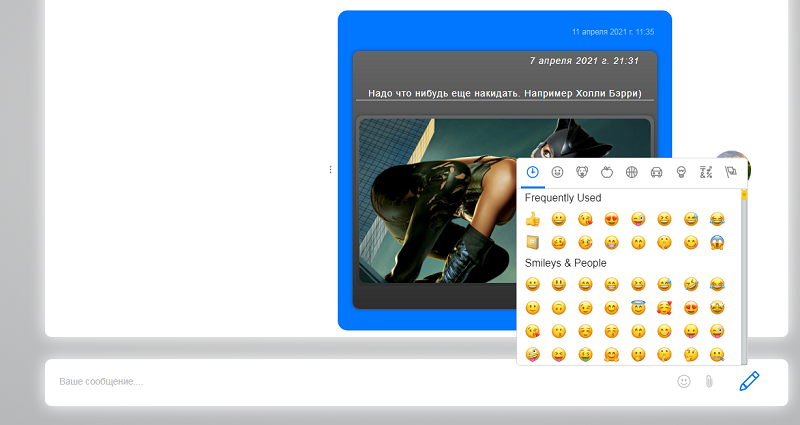 11 апреля 2021 г. 11:35
7 апреля 2021 г. 21:31
Надо что нибудь еще накидать. Например Холли Бэрри)
Frequently Used
Smileys & People
Ваше сообщение....